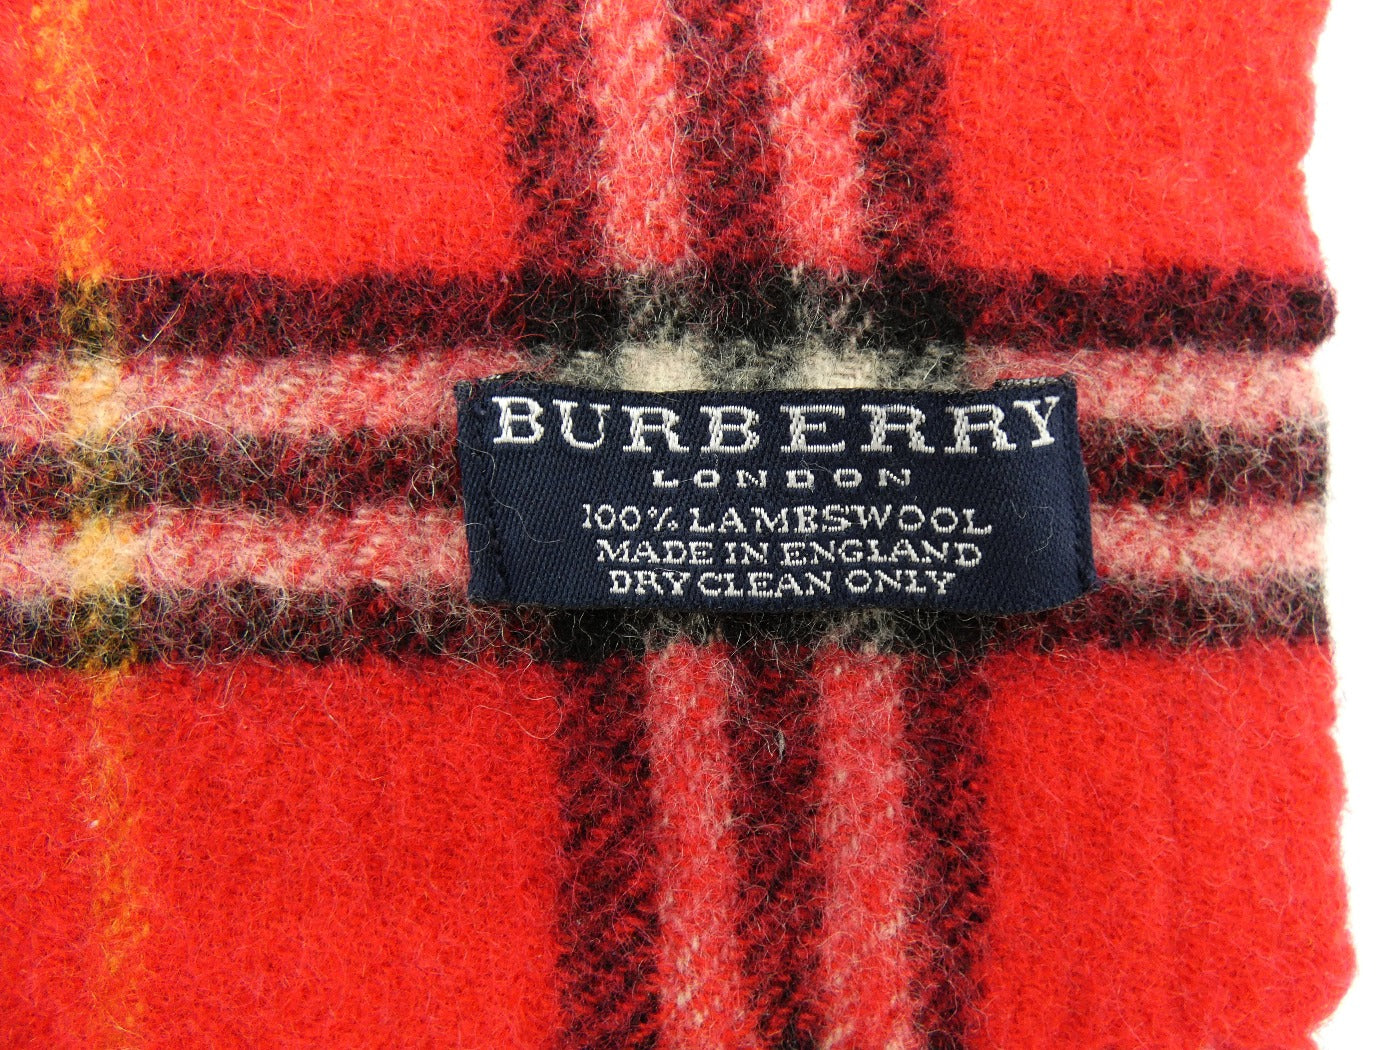 BURBERRY
LONDON
100% LAMBSWOOL
MADE IN ENGLAND
DRY CLEAN ONLY